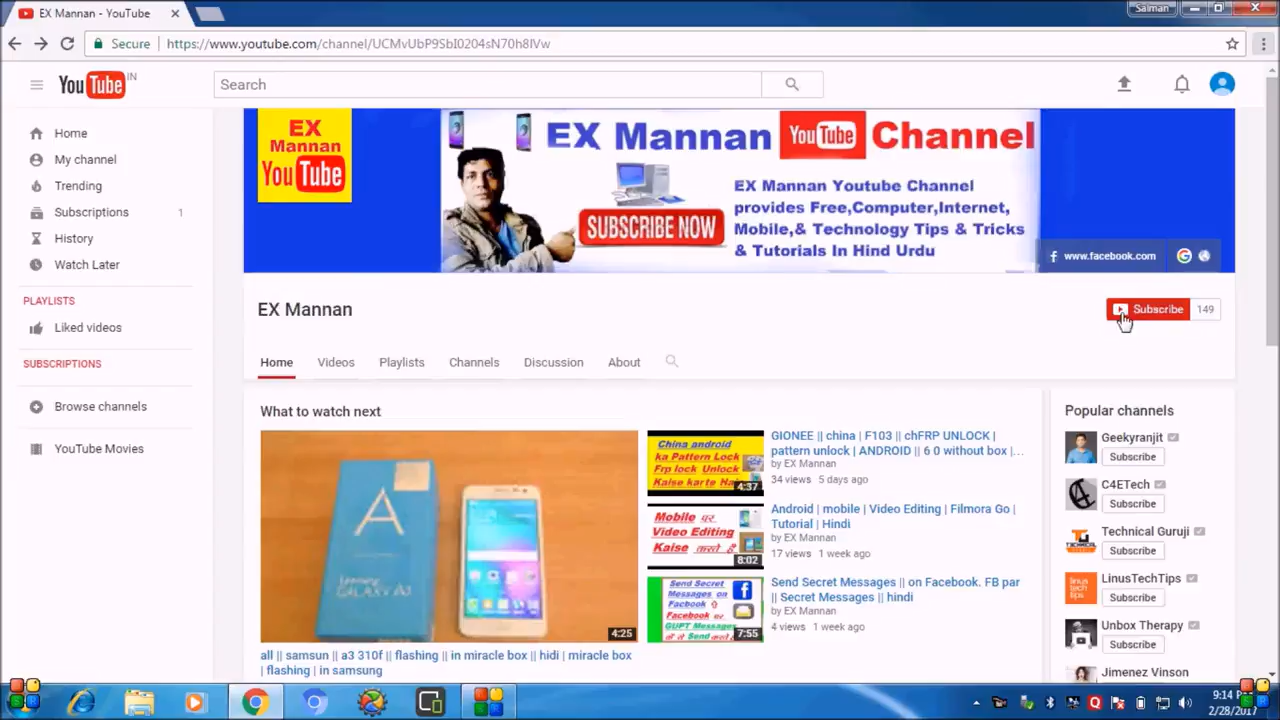 EX Mannan - YouTube
Salman
Secure
https://www.youtube.com/channel/UCMvUbP9SbI0204sN70h8IVw
YouTube IN
Search
Home
My channel
Trending
Subscriptions 1
History
Watch Later
PLAYLISTS
Liked videos
SUBSCRIPTIONS
Browse channels
YouTube Movies
EX
Mannan
YouTube
EX Mannan YouTube Channel
SUBSCRIBE NOW
EX Mannan Youtube Channel
provides Free,Computer,Internet,
Mobile,& Technology Tips & Tricks
& Tutorials In Hind Urdu
www.facebook.com
EX Mannan
Subscribe 149
Home Videos Playlists Channels Discussion About
What to watch next
A
4:25
all || samsun || a3 310f || flashing || in miracle box || hidi | miracle box
| flashing | in samsung
China android
ka Pattern Lock
Frp lock Unlock
Kaise karte
4:37
GIONEE || china | F103 || chFRP UNLOCK |
pattern unlock | ANDROID || 6 0 without box |…
by EX Mannan
34 views 5 days ago
Mobile पर
Video Editing
Kaise करते है
8:02
Android | mobile | Video Editing | Filmora Go |
Tutorial | Hindi
by EX Mannan
17 views 1 week ago
Send Secret
Messages on
Facebook
Facebook पर
GUPT Messages
Send
7:55
Send Secret Messages || on Facebook. FB par
|| Secret Messages || hindi
by EX Mannan
4 views 1 week ago
Popular channels
Geekyranjit
Subscribe
C4ETech
Subscribe
Technical Guruji
Subscribe
LinusTechTips
Subscribe
Unbox Therapy
Subscribe
Jimenez Vinson
9:14
2/28/2017